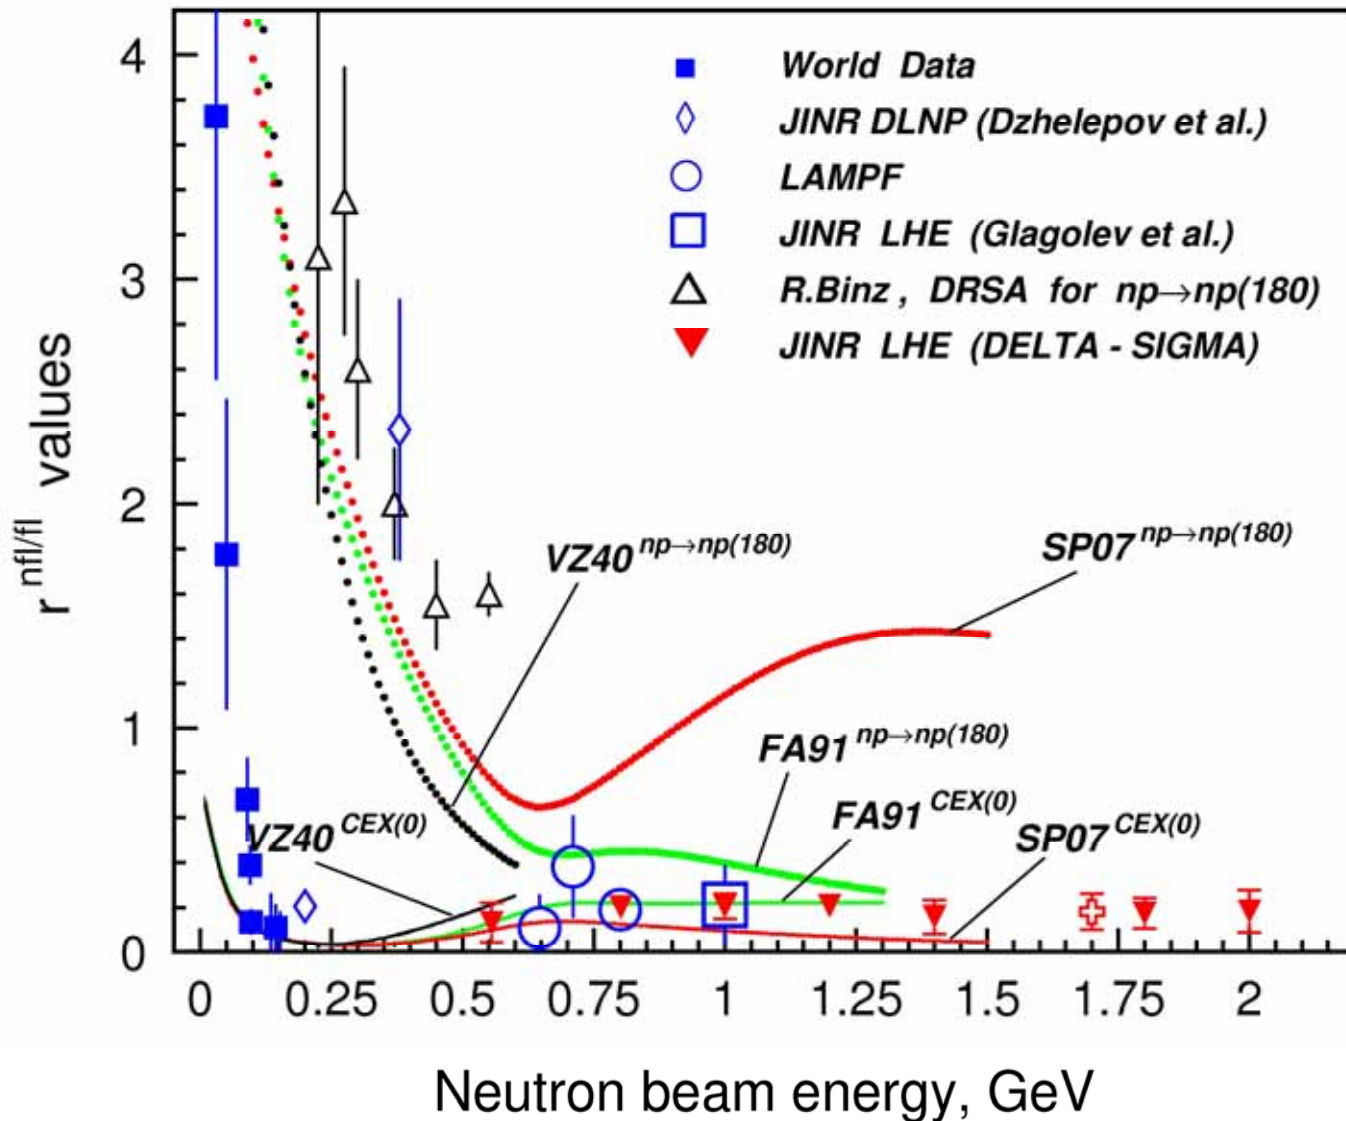 4
3
2
1
0
r nfl/fl values
World Data
JINR DLNP (Dzhelepov et al.)
LAMPF
JINR LHE (Glagolev et al.)
R.Binz , DRSA for np→np(180)
JINR LHE (DELTA - SIGMA)
VZ40 np→np(180)
SP07 np→np(180)
FA91 np→np(180)
FA91 CEX(0)
VZ40 CEX(0)
SP07 CEX(0)
0 0.25 0.5 0.75 1 1.25 1.5 1.75 2
Neutron beam energy, GeV